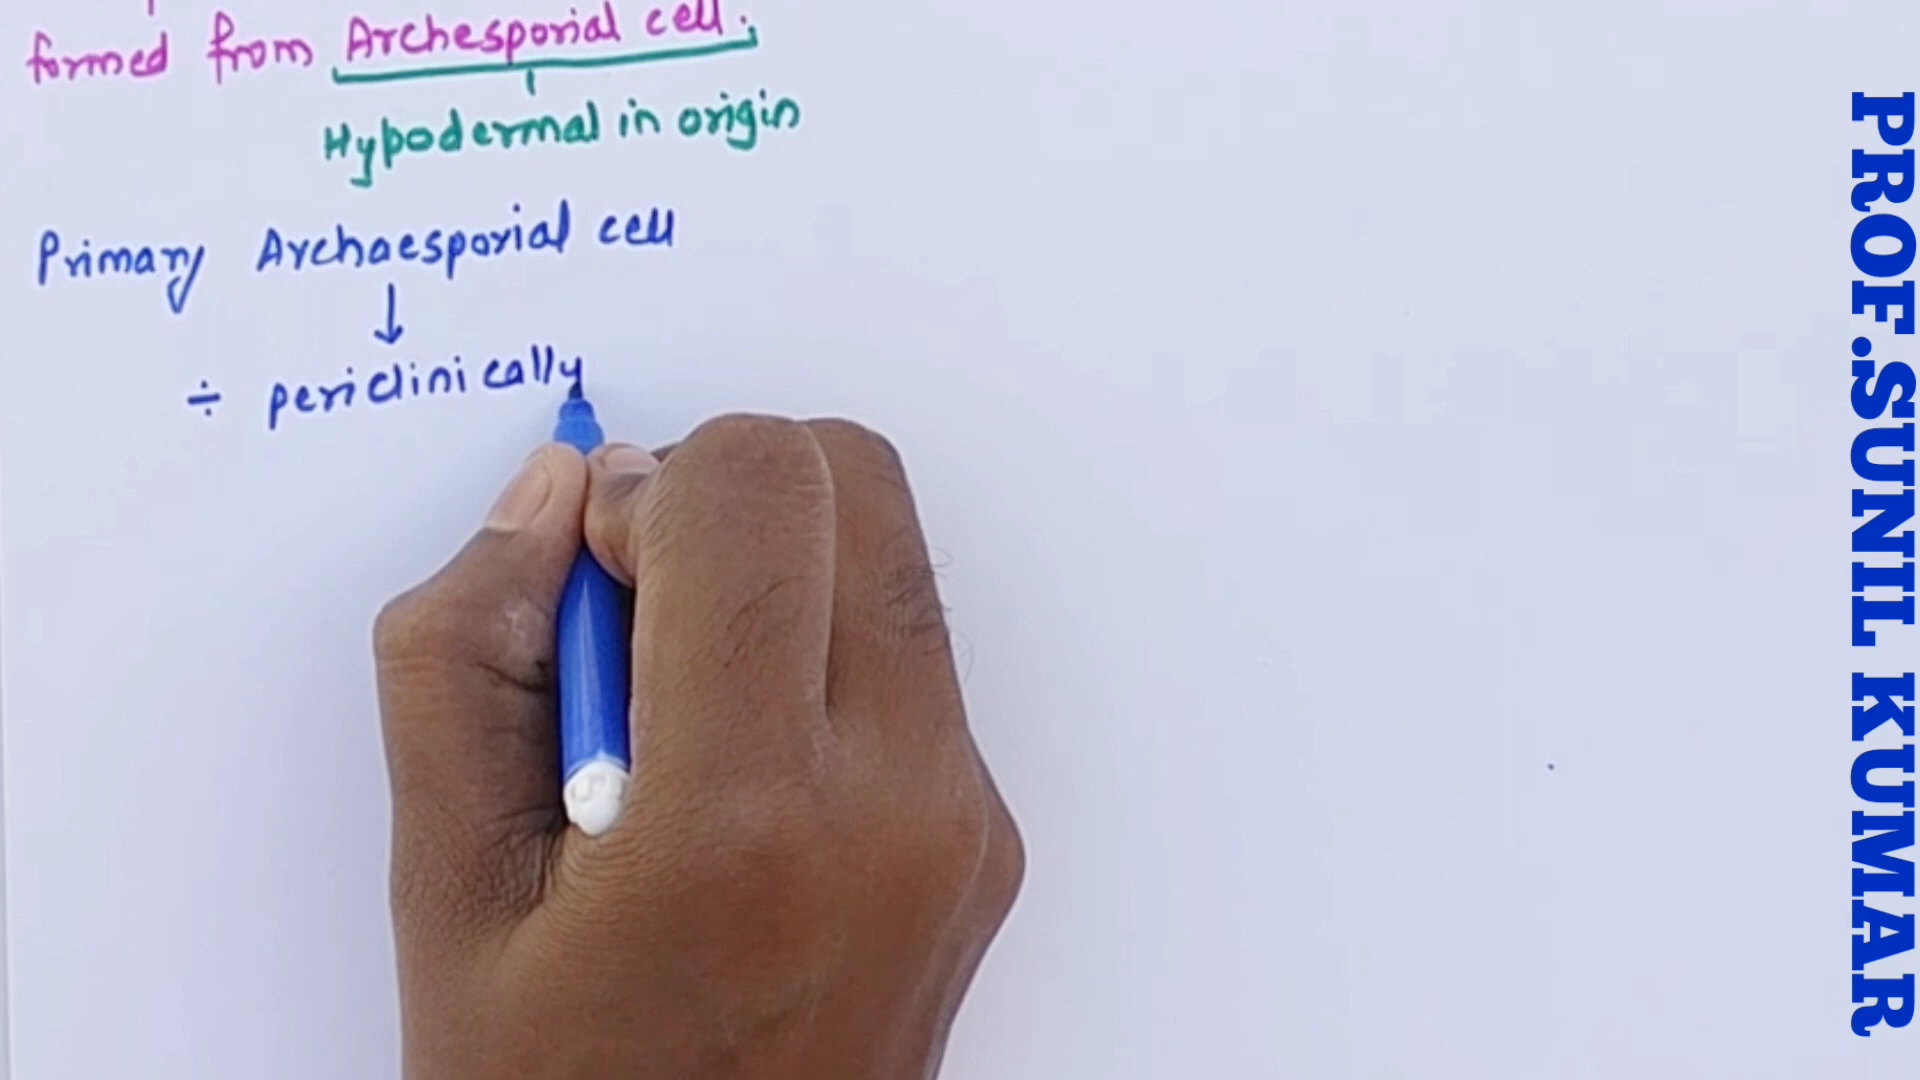 formed from Archesporial cell.
Hypodermal in origin
Primary Archaesporial cell
↓
÷ periclinically
PROF.SUNIL KUMAR